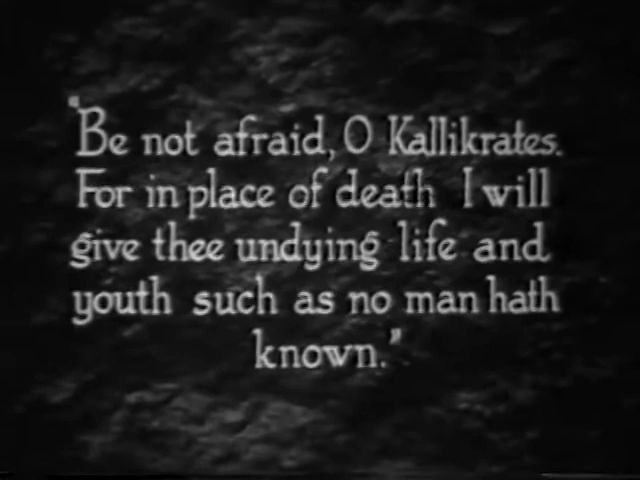 "Be not afraid, O Kallikrates.
For in place of death I will
give thee undying life and
youth such as no man hath
known."